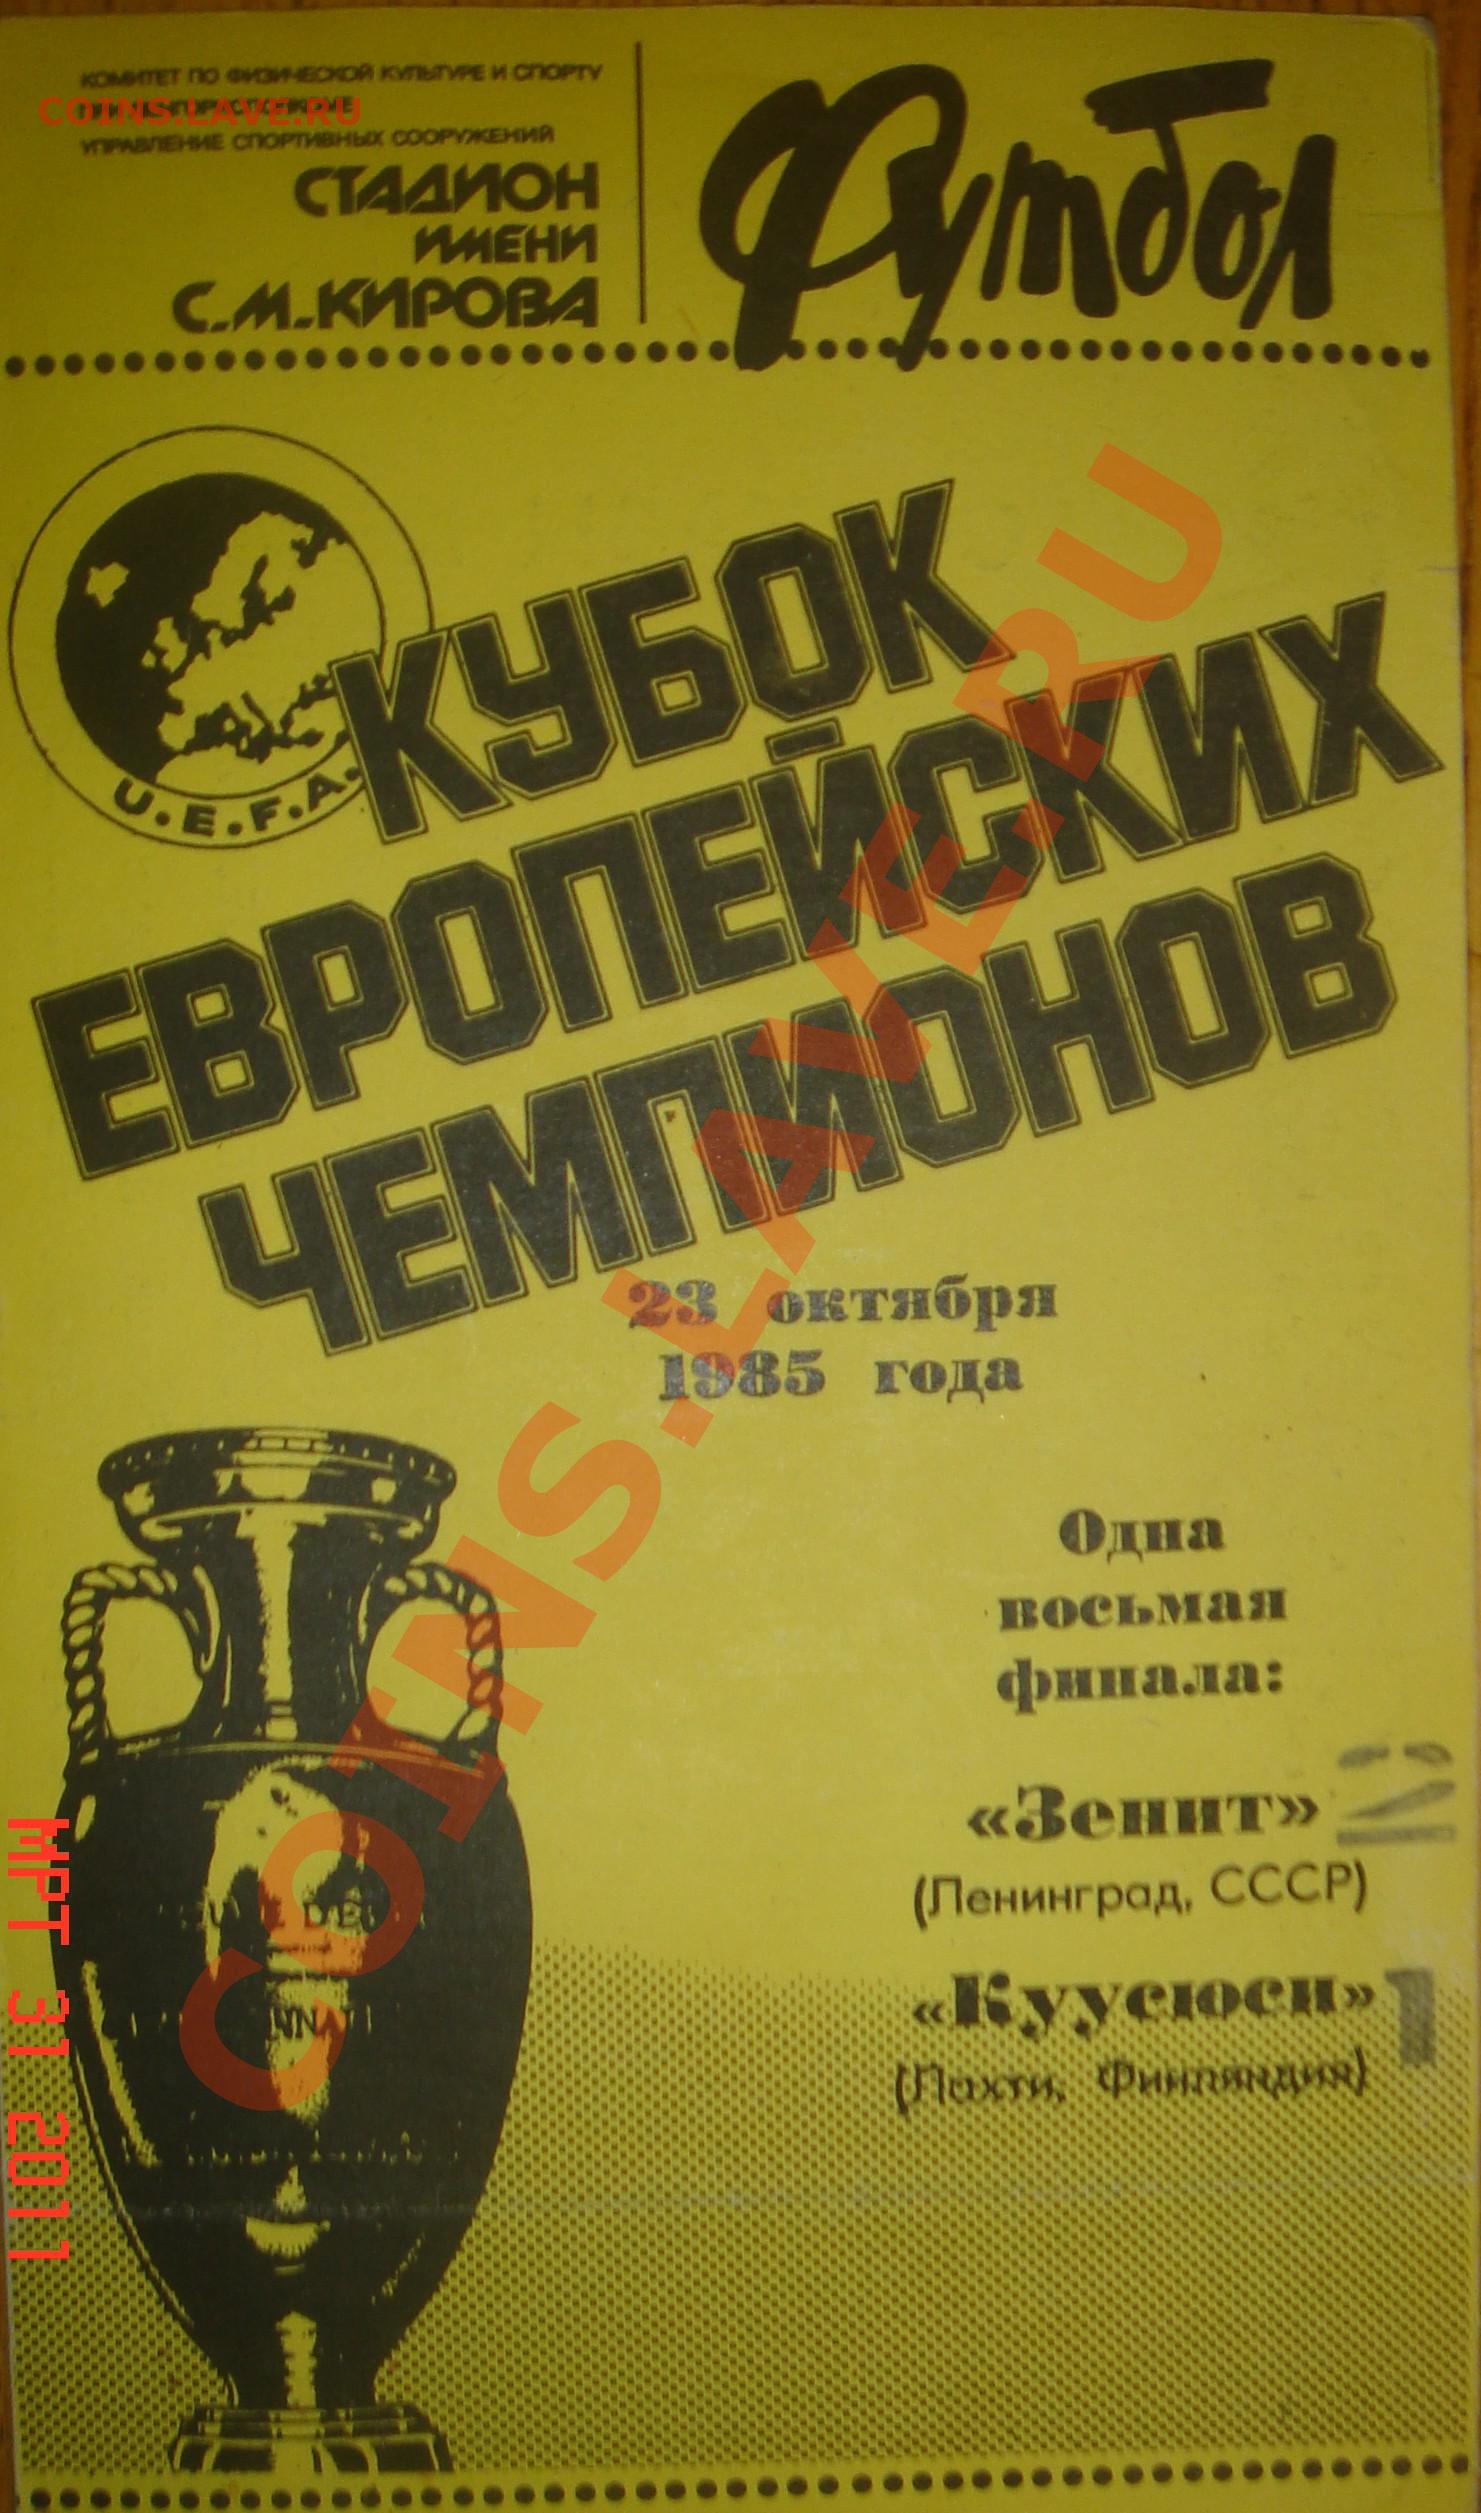 КОМИТЕТ ПО ФИЗИЧЕСКОЙ КУЛЬТУРЕ И СПОРТУ
COINS.LAVE.RU
УПРАВЛЕНИЕ СПОРТИВНЫХ СООРУЖЕНИЙ
СТАДИОН
ИМЕНИ
С.М.КИРОВА
Футбол
U.E.F.A.
КУБОК
ЕВРОПЕЙСКИХ
ЧЕМПИОНОВ
COINS.LAVE.RU
23 октября
1985 года
Одна
восьмая
финала:
«Зенит» 2
(Ленинград, СССР)
«Куусюси» 1
(Лахти, Финляндия)
МРТ 31 2011